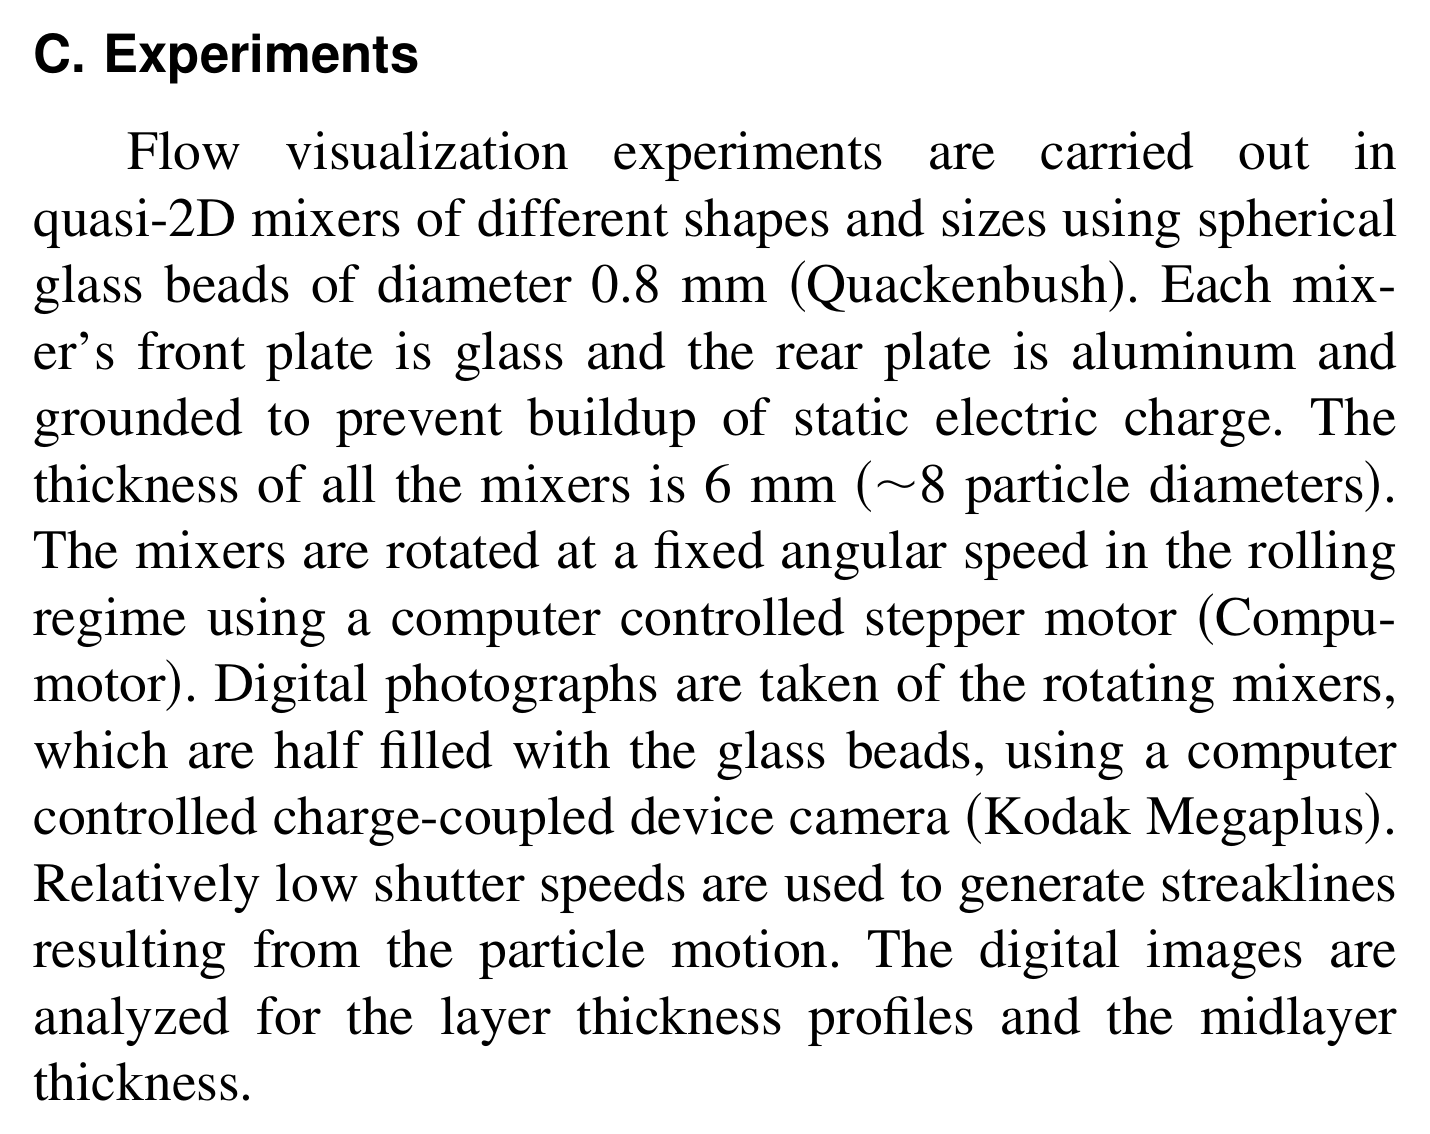 C. Experiments
Flow visualization experiments are carried out in
quasi-2D mixers of different shapes and sizes using spherical
glass beads of diameter 0.8 mm (Quackenbush). Each mix-
er’s front plate is glass and the rear plate is aluminum and
grounded to prevent buildup of static electric charge. The
thickness of all the mixers is 6 mm (∼8 particle diameters).
The mixers are rotated at a fixed angular speed in the rolling
regime using a computer controlled stepper motor (Compu-
motor). Digital photographs are taken of the rotating mixers,
which are half filled with the glass beads, using a computer
controlled charge-coupled device camera (Kodak Megaplus).
Relatively low shutter speeds are used to generate streaklines
resulting from the particle motion. The digital images are
analyzed for the layer thickness profiles and the midlayer
thickness.